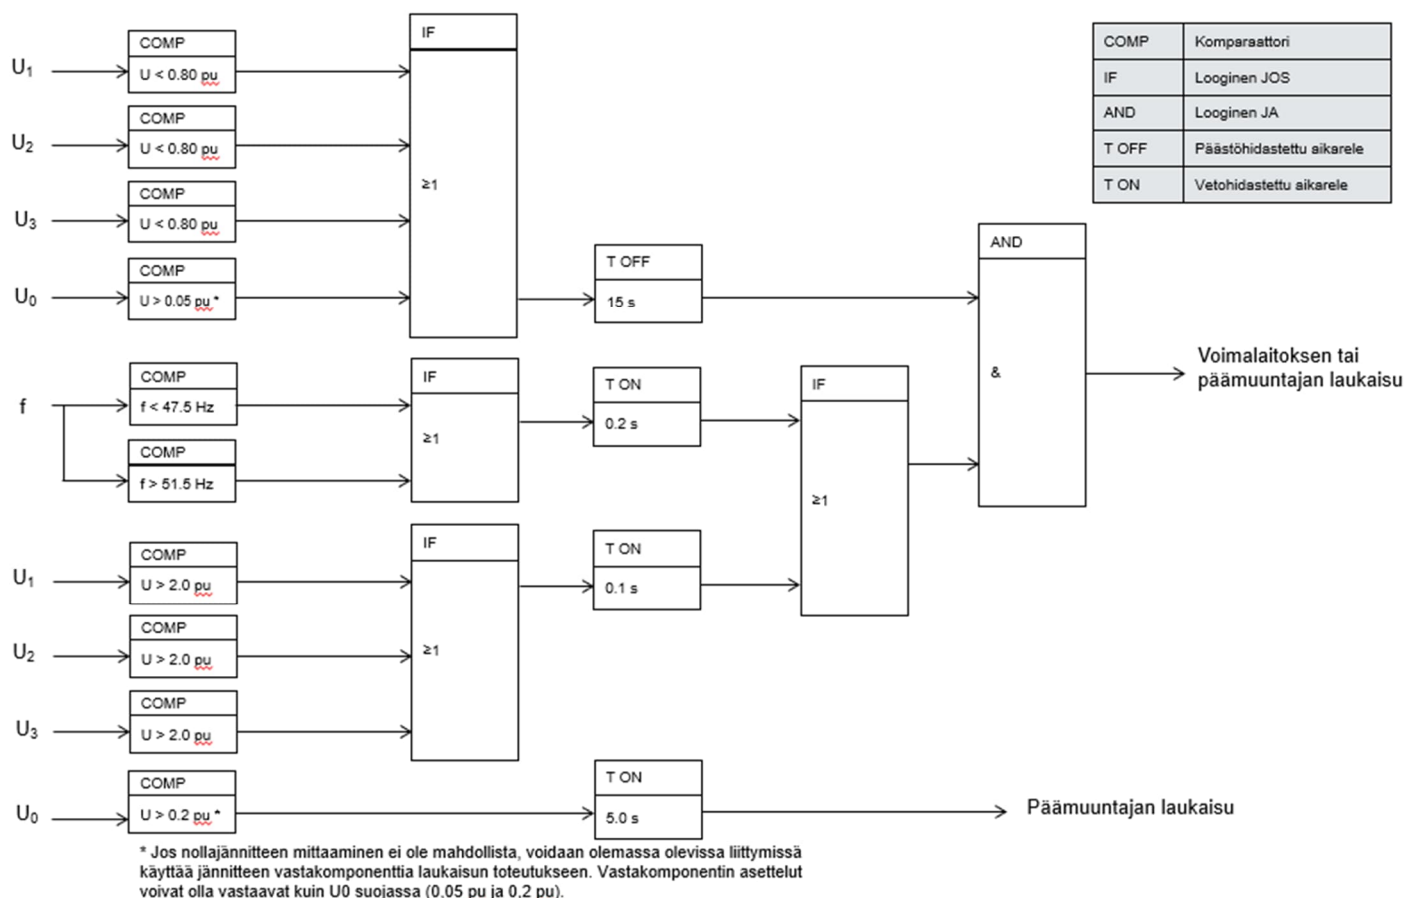 IF
COMP
U1
U < 0.80 pu
COMP
U2
U < 0.80 pu
COMP
U3
U < 0.80 pu
≥1
COMP
U0
U > 0.05 pu *
T OFF
15 s
COMP
Komparaattori
IF
Looginen JOS
AND
Looginen JA
T OFF
Päästöhidastettu aikarele
T ON
Vetohidastettu aikarele
COMP
f
f < 47.5 Hz
COMP
f > 51.5 Hz
IF
≥1
T ON
0.2 s
IF
≥1
AND
&
Voimalaitoksen tai
päämuuntajan laukaisu
COMP
U1
U > 2.0 pu
COMP
U2
U > 2.0 pu
COMP
U3
U > 2.0 pu
IF
≥1
T ON
0.1 s
COMP
U0
U > 0.2 pu *
T ON
5.0 s
Päämuuntajan laukaisu
* Jos nollajännitteen mittaaminen ei ole mahdollista, voidaan olemassa olevissa liittymissä
käyttää jännitteen vastakomponenttia laukaisun toteutukseen. Vastakomponentin asettelut
voivat olla vastaavat kuin U0 suojassa (0,05 pu ja 0,2 pu).